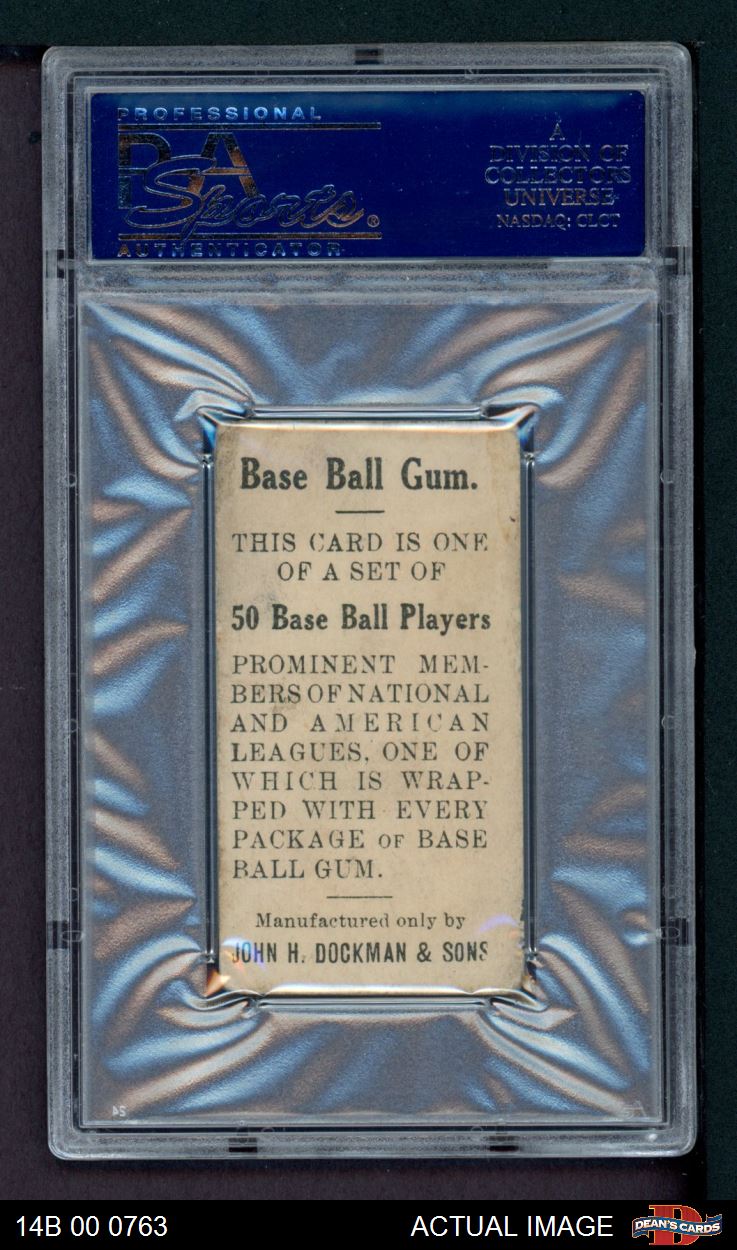 PROFESSIONAL
PSA
Sports®
AUTHENTICATOR
A
DIVISION OF
COLLECTORS
UNIVERSE
NASDAQ: CLCT
Base Ball Gum.
THIS CARD IS ONE
OF A SET OF
50 Base Ball Players
PROMINENT MEM-
BERS OF NATIONAL
AND AMERICAN
LEAGUES, ONE OF
WHICH IS WRAP-
PED WITH EVERY
PACKAGE OF BASE
BALL GUM.
Manufactured only by
JOHN H. DOCKMAN & SONS
24
14B 00 0763
ACTUAL IMAGE
DEAN'S CARDS